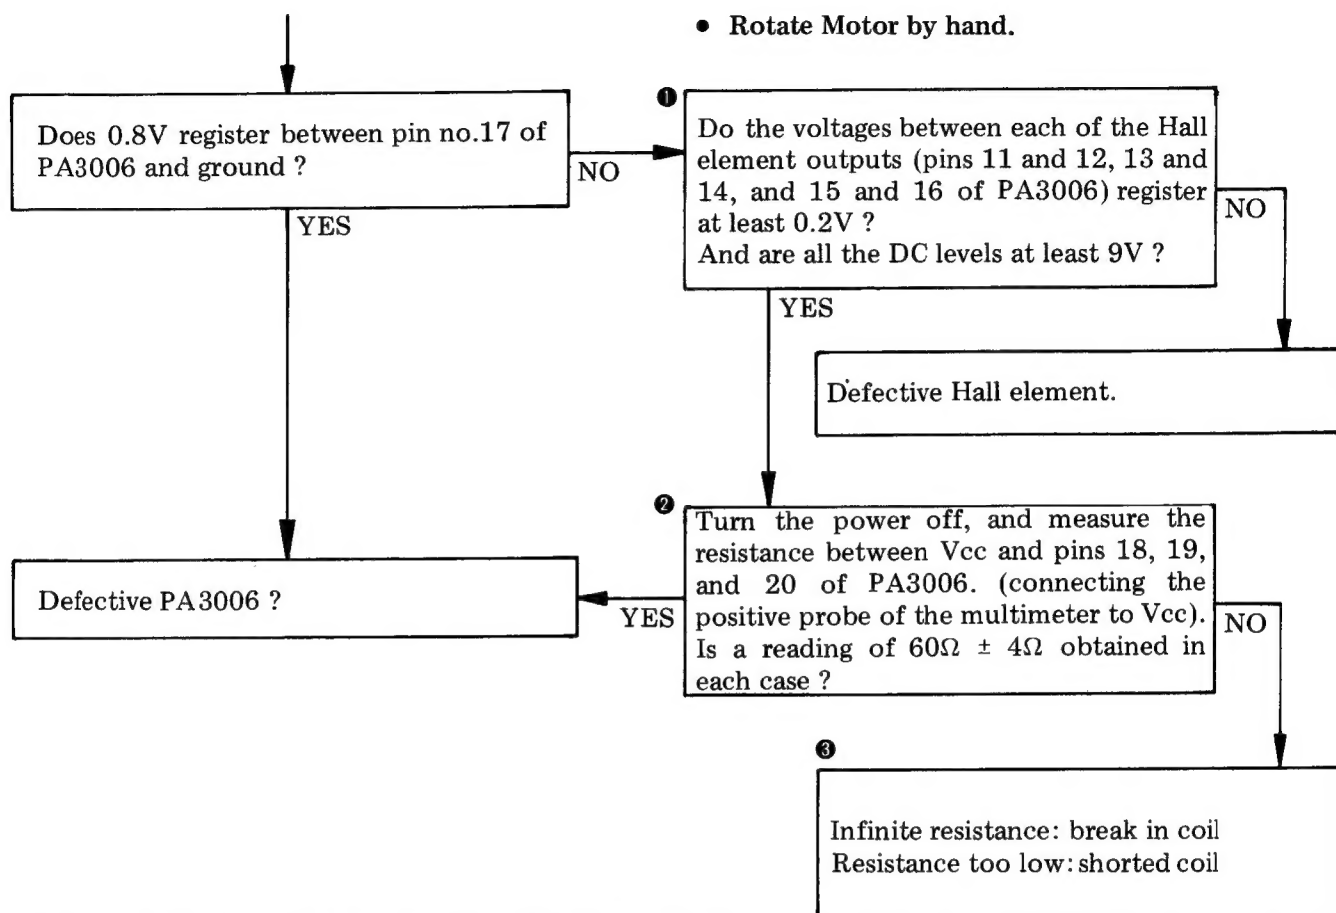 • Rotate Motor by hand.
Does 0.8V register between pin no.17 of
PA3006 and ground ?
NO
YES
❶
Do the voltages between each of the Hall
element outputs (pins 11 and 12, 13 and
14, and 15 and 16 of PA3006) register
at least 0.2V ?
And are all the DC levels at least 9V ?
NO
YES
Defective Hall element.
❷
Turn the power off, and measure the
resistance between Vcc and pins 18, 19,
and 20 of PA3006. (connecting the
positive probe of the multimeter to Vcc).
Is a reading of 60Ω ± 4Ω obtained in
each case ?
YES
NO
Defective PA3006 ?
❸
Infinite resistance: break in coil
Resistance too low: shorted coil